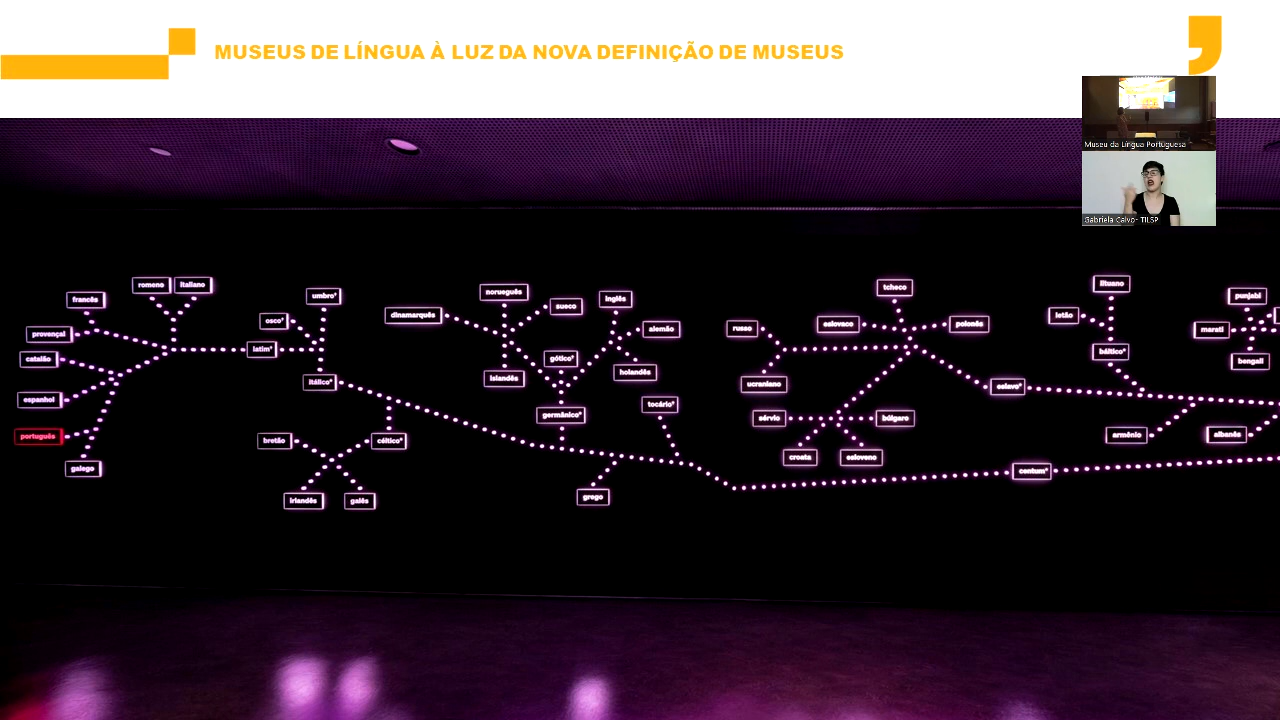 MUSEUS DE LÍNGUA À LUZ DA NOVA DEFINIÇÃO DE MUSEUS
Museu da Língua Portuguesa
Gabriela Calvo- TILSP
francês
romeno
italiano
umbro*
osco*
provençal
latim*
catalão
itálico*
espanhol
português
galego
bretão
céltico*
irlandês
galês
norueguês
dinamarquês
sueco
inglês
alemão
gótico*
islandês
holandês
germânico*
tocário*
grego
tcheco
russo
eslovaco
polonês
ucraniano
eslavo*
sérvio
búlgaro
croata
esloveno
lituano
letão
báltico*
armênio
albanês
centum*
punjabi
marati
bengali